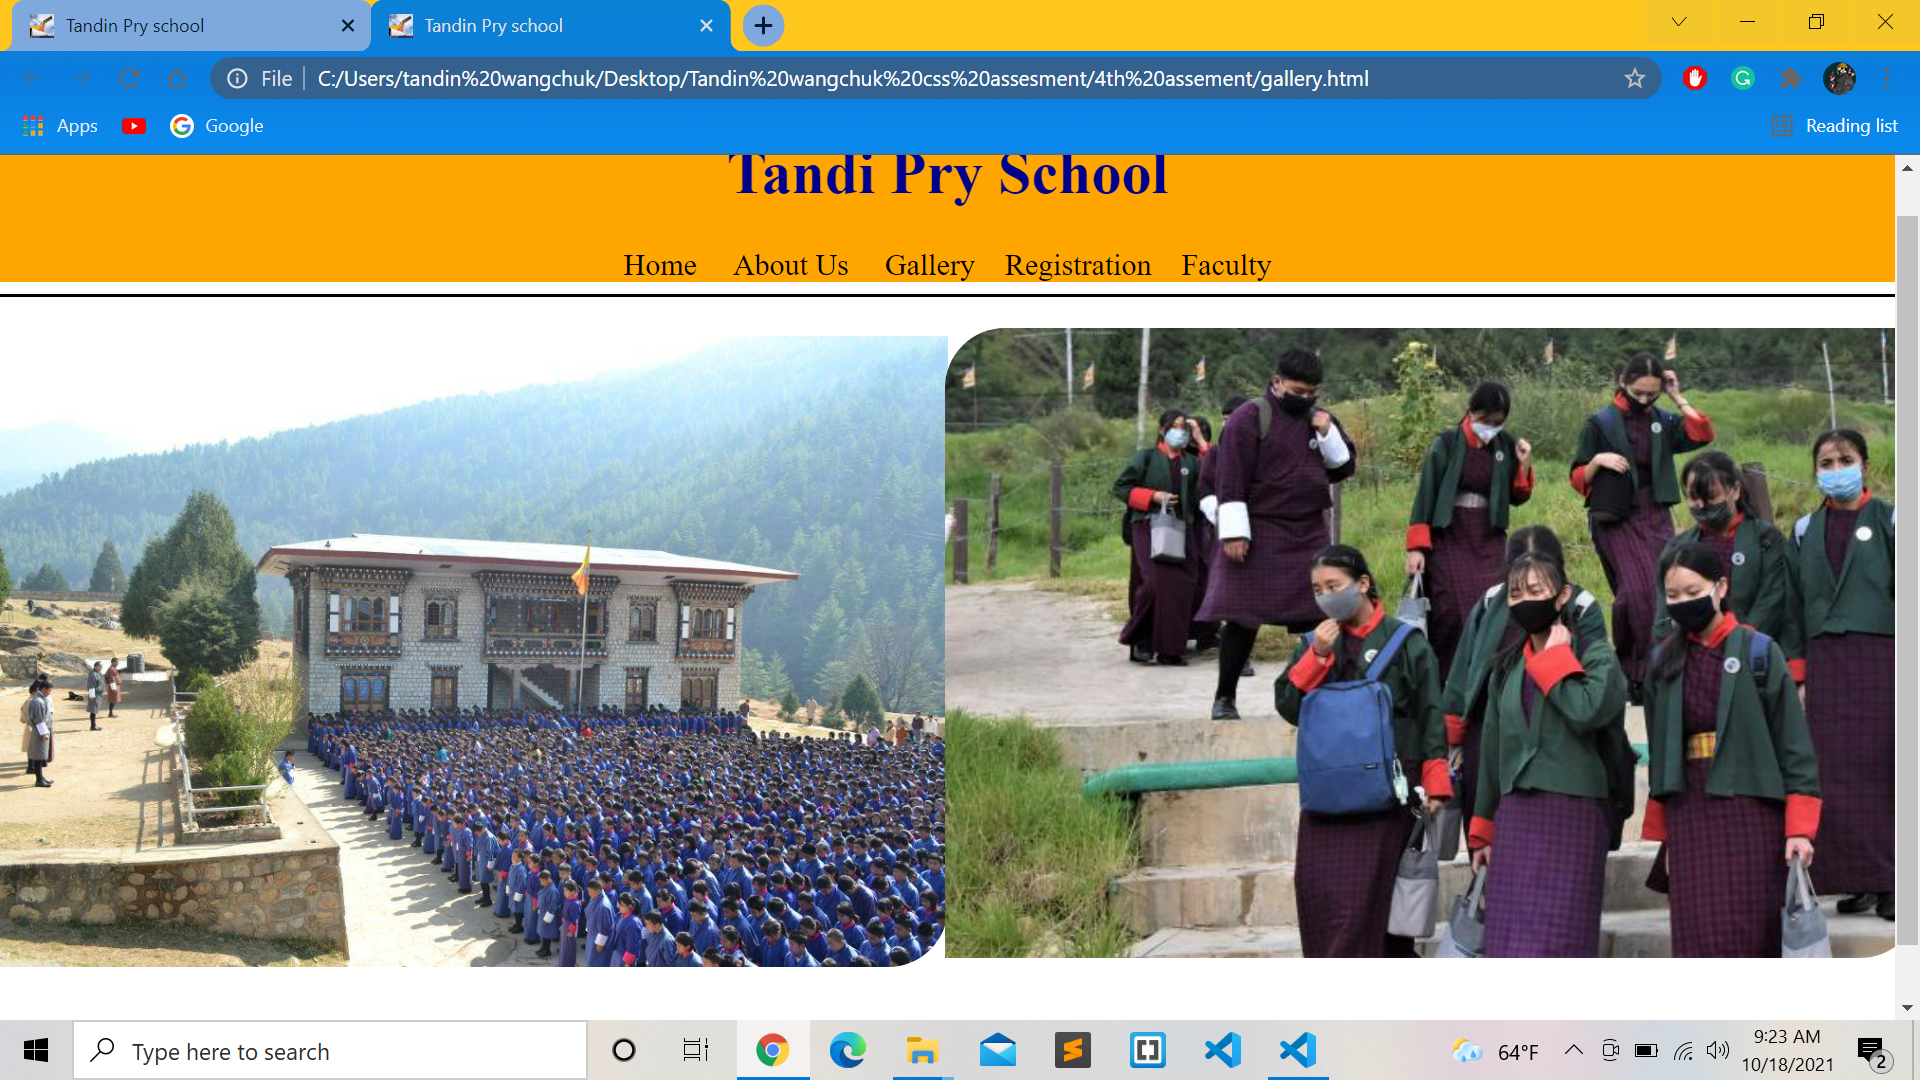 Tandin Pry school
Tandin Pry school
File
C:/Users/tandin%20wangchuk/Desktop/Tandin%20wangchuk%20css%20assesment/4th%20assement/gallery.html
Apps
Google
Reading list
Tandi Pry School
Home About Us Gallery Registration Faculty
Type here to search
64°F
9:23 AM
10/18/2021
2